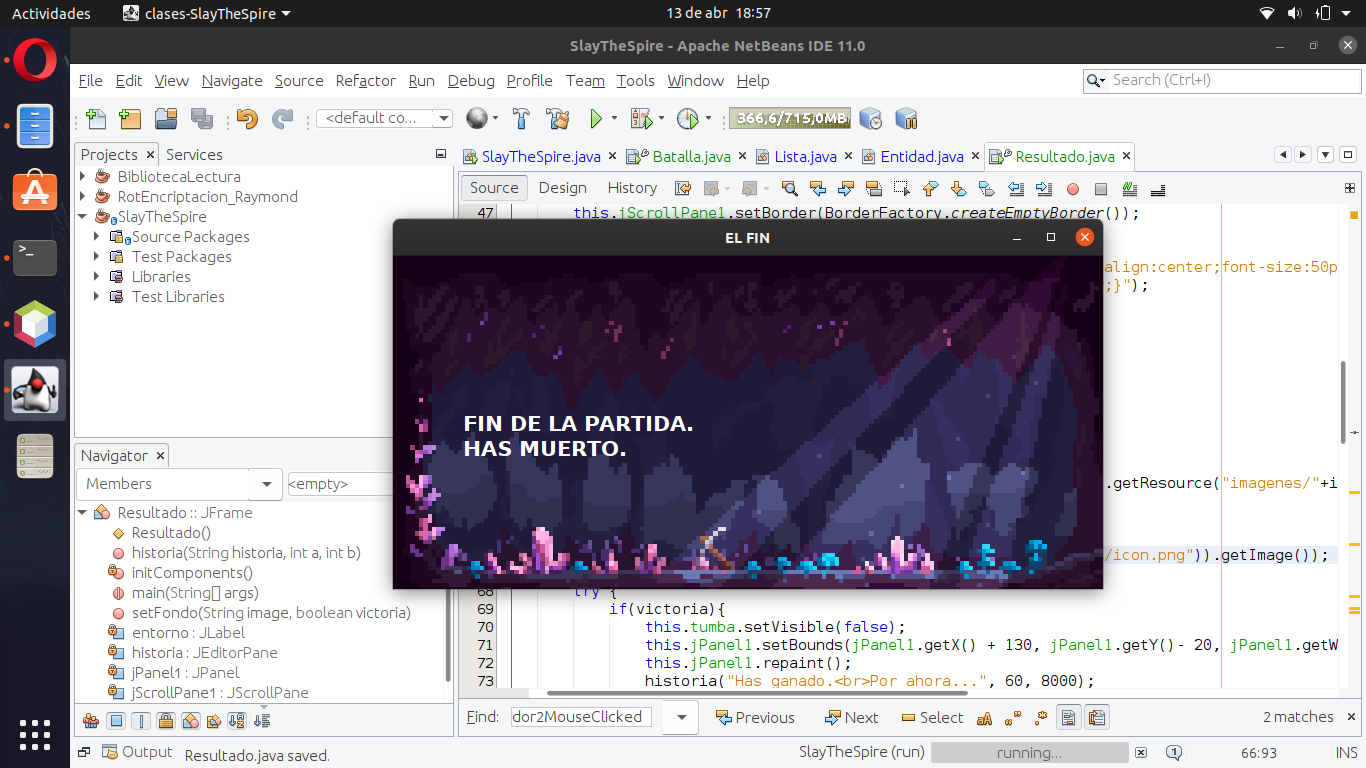 Actividades
clases-SlayTheSpire
13 de abr 18:57
SlayTheSpire - Apache NetBeans IDE 11.0
File Edit View Navigate Source Refactor Run Debug Profile Team Tools Window Help
Search (Ctrl+I)
<default co...
366,6/715,0MB
Projects
Services
BibliotecaLectura
RotEncriptacion_Raymond
SlayTheSpire
Source Packages
Test Packages
Libraries
Test Libraries
Navigator
Members
<empty>
Resultado :: JFrame
Resultado()
historia(String historia, int a, int b)
initComponents()
main(String[] args)
setFondo(String image, boolean victoria)
entorno : JLabel
historia : JEditorPane
jPanel1 : JPanel
jScrollPane1 : JScrollPane
SlayTheSpire.java
Batalla.java
Lista.java
Entidad.java
Resultado.java
Source
Design
History
47 this.jScrollPanel.setBorder(BorderFactory.createEmptyBorder());
align:center;font-size:50p
;}");
EL FIN
FIN DE LA PARTIDA.
HAS MUERTO.
.getResource("imagenes/"+i
/icon.png")).getImage());
68 try {
69 if(victoria){
70 this.tumba.setVisible(false);
71 this.jPanel1.setBounds(jPanel1.getX() + 130, jPanel1.getY()- 20, jPanel1.getW
72 this.jPanel1.repaint();
73 historia("Has ganado.<br>Por ahora...", 60, 8000);
Find:
dor2MouseClicked
Previous
Next
Select
2 matches
Output
Resultado.java saved.
SlayTheSpire (run)
running...
66:93
INS